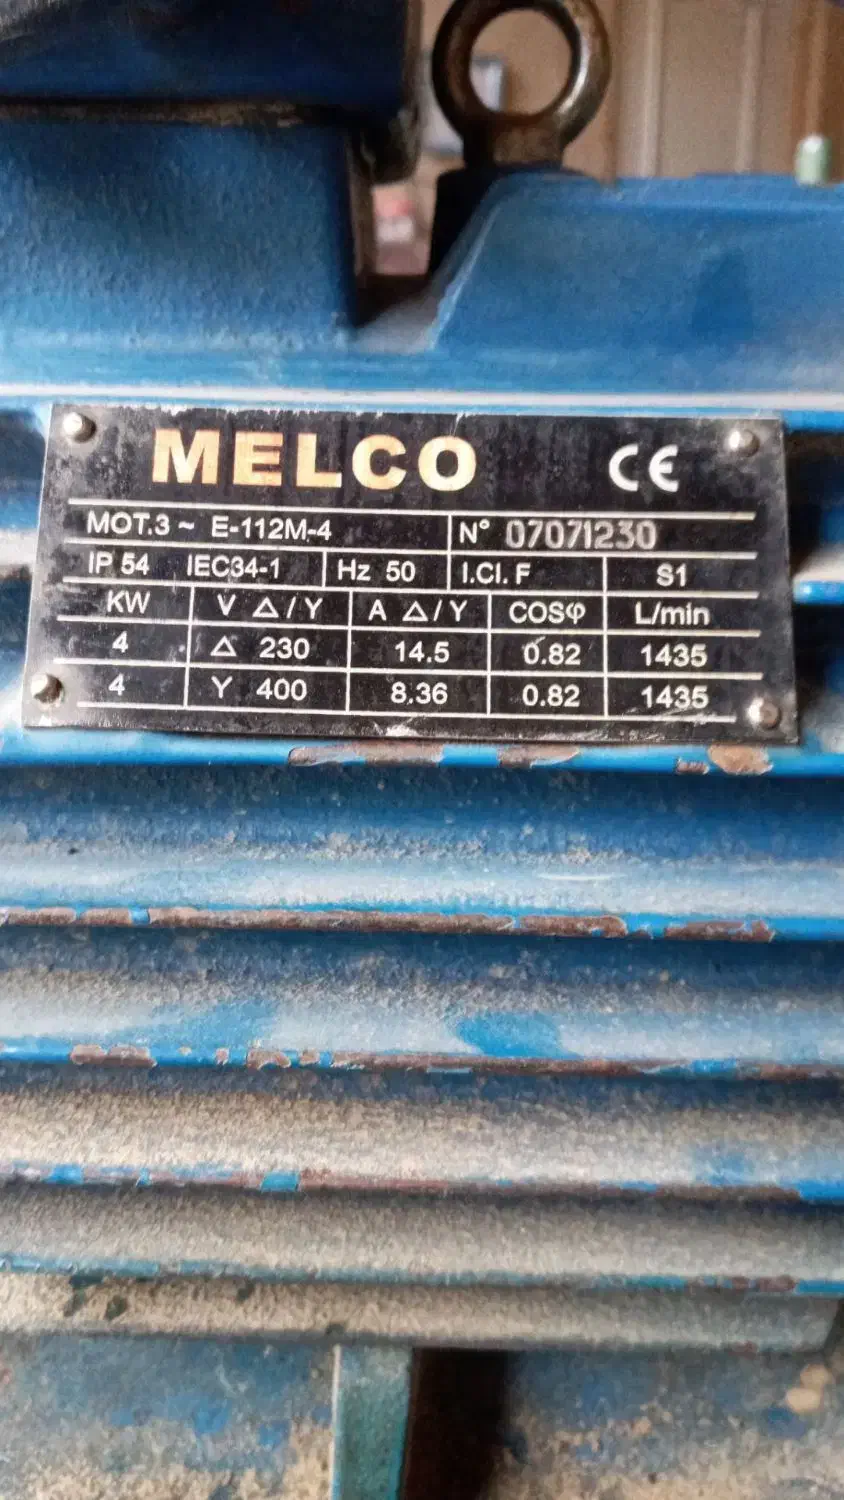 MELCO CE
MOT.3~ E-112M-4 N° 07071230
IP 54 IEC34-1 Hz 50 I.Cl. F S1
KW V Δ/Y A Δ/Y COSφ L/min
4 Δ 230 14.5 0.82 1435
4 Y 400 8.36 0.82 1435